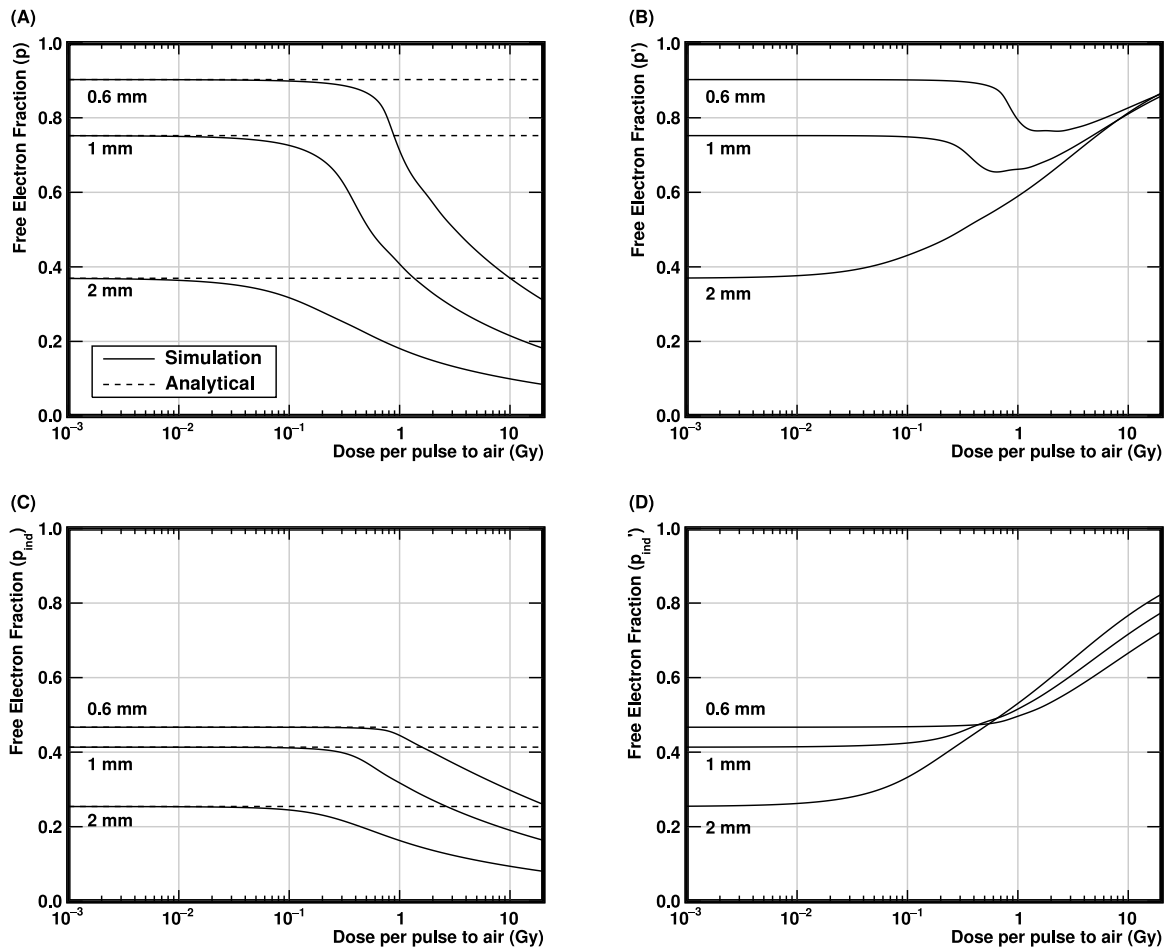 (A)
Free Electron Fraction (p)
1.0
0.8
0.6
0.4
0.2
0.0
0.6 mm
1 mm
2 mm
Simulation
Analytical
10⁻³
10⁻²
10⁻¹
1
10
Dose per pulse to air (Gy)
(B)
Free Electron Fraction (p')
1.0
0.8
0.6
0.4
0.2
0.0
0.6 mm
1 mm
2 mm
10⁻³
10⁻²
10⁻¹
1
10
Dose per pulse to air (Gy)
(C)
Free Electron Fraction (p_ind)
1.0
0.8
0.6
0.4
0.2
0.0
0.6 mm
1 mm
2 mm
10⁻³
10⁻²
10⁻¹
1
10
Dose per pulse to air (Gy)
(D)
Free Electron Fraction (p_ind')
1.0
0.8
0.6
0.4
0.2
0.0
0.6 mm
1 mm
2 mm
10⁻³
10⁻²
10⁻¹
1
10
Dose per pulse to air (Gy)